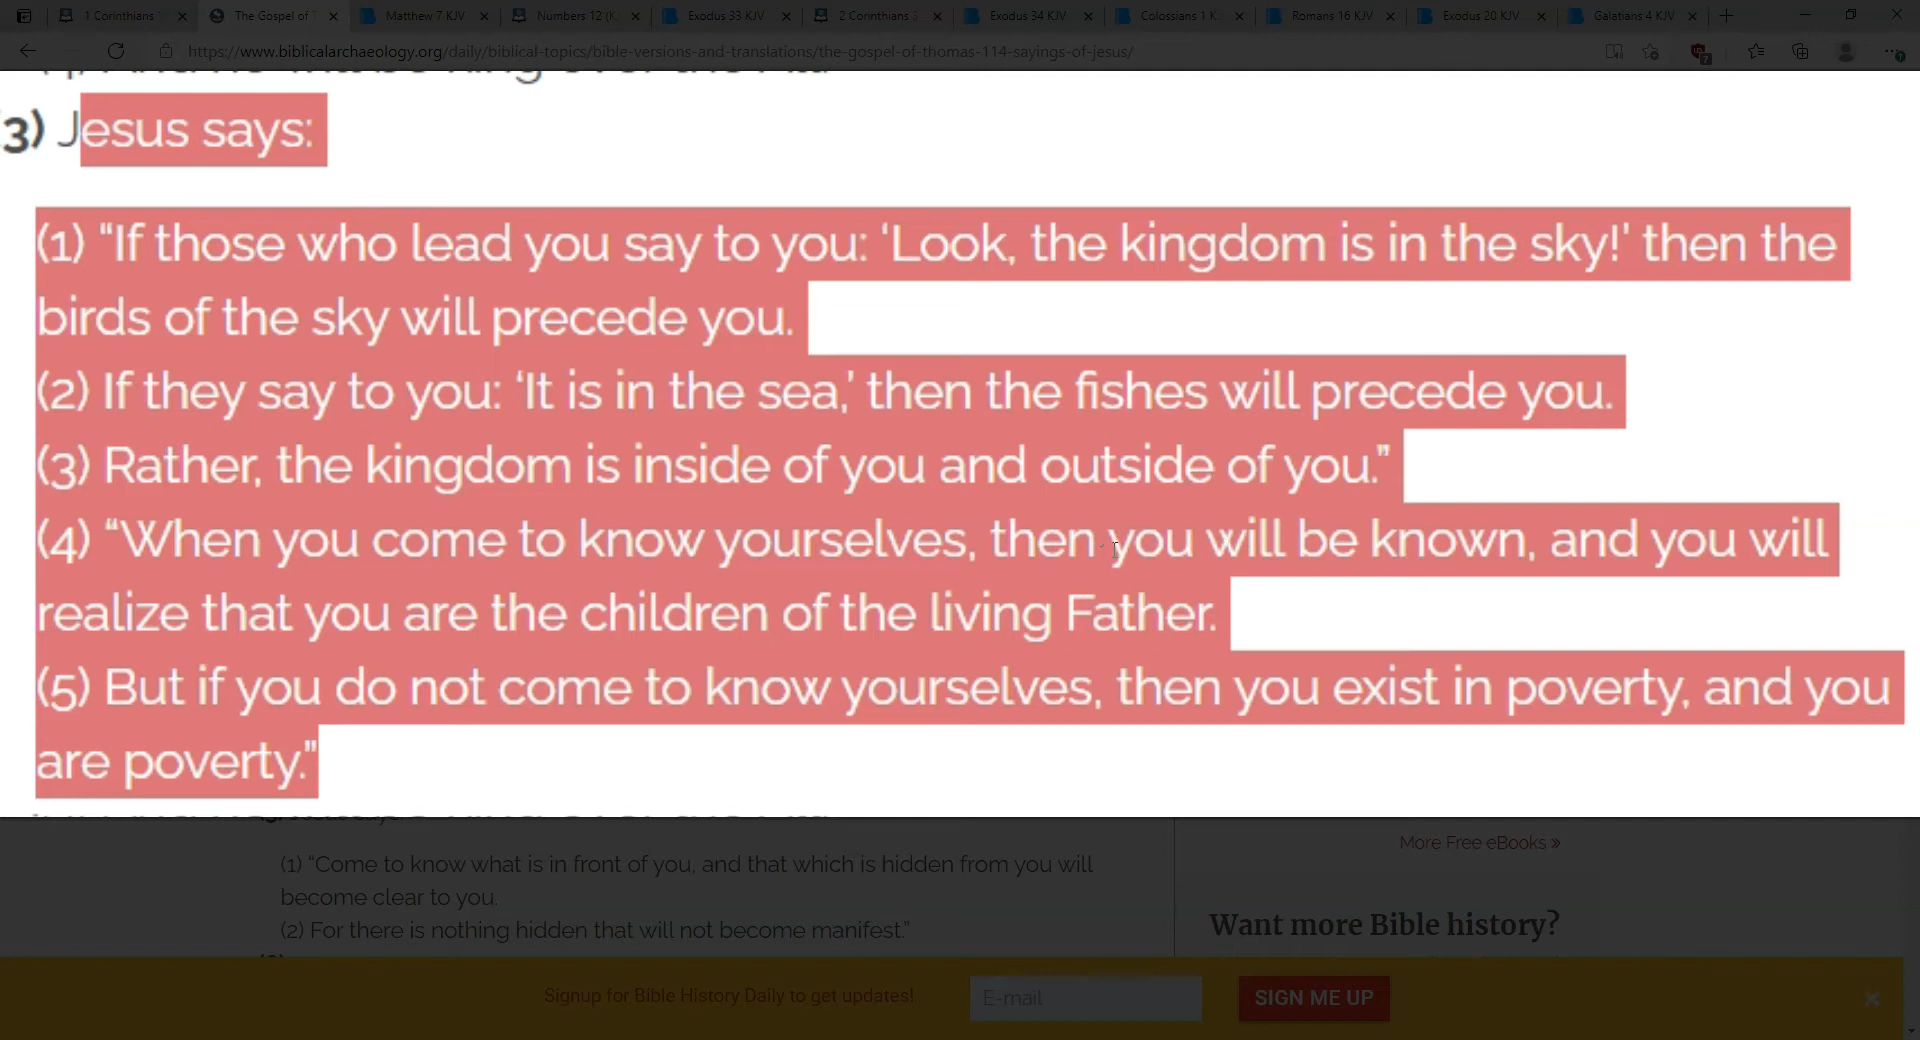 1 Corinthians
The Gospel of T
Matthew 7 KJV
Numbers 12 (K
Exodus 33 KJV
2 Corinthians 3
Exodus 34 KJV
Colossians 1 K
Romans 16 KJV
Exodus 20 KJV
Galatians 4 KJV
https://www.biblicalarchaeology.org/daily/biblical-topics/bible-versions-and-translations/the-gospel-of-thomas-114-sayings-of-jesus/
7
3) Jesus says:
(1) “If those who lead you say to you: ‘Look, the kingdom is in the sky!’ then the
birds of the sky will precede you.
(2) If they say to you: ‘It is in the sea,’ then the fishes will precede you.
(3) Rather, the kingdom is inside of you and outside of you.”
(4) “When you come to know yourselves, then you will be known, and you will
realize that you are the children of the living Father.
(5) But if you do not come to know yourselves, then you exist in poverty, and you
are poverty.”
(1) “Come to know what is in front of you, and that which is hidden from you will
become clear to you.
(2) For there is nothing hidden that will not become manifest.”
More Free eBooks »
Want more Bible history?
Signup for Bible History Daily to get updates!
E-mail
SIGN ME UP